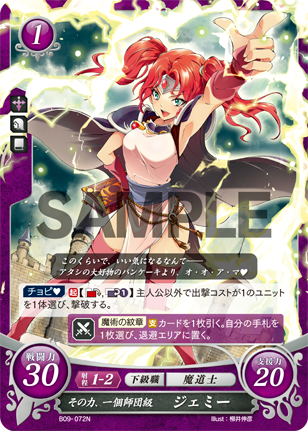 1
SAMPLE
このくらいで、いい気になるなんて――
アタシの大好物のパンケーキより、オ・オ・ア・マ♥
チョビ♥ 起 1 主人公以外で出撃コストが1のユニット
を1体選び、撃破する。
魔術の紋章 支 カードを1枚引く。自分の手札を
1枚選び、退避エリアに置く。
戦闘力
30
射程 1-2 下級職 魔道士
支援力
20
その力、一個師団級 ジェミー
B09-072N
Illust：柳井伸彦